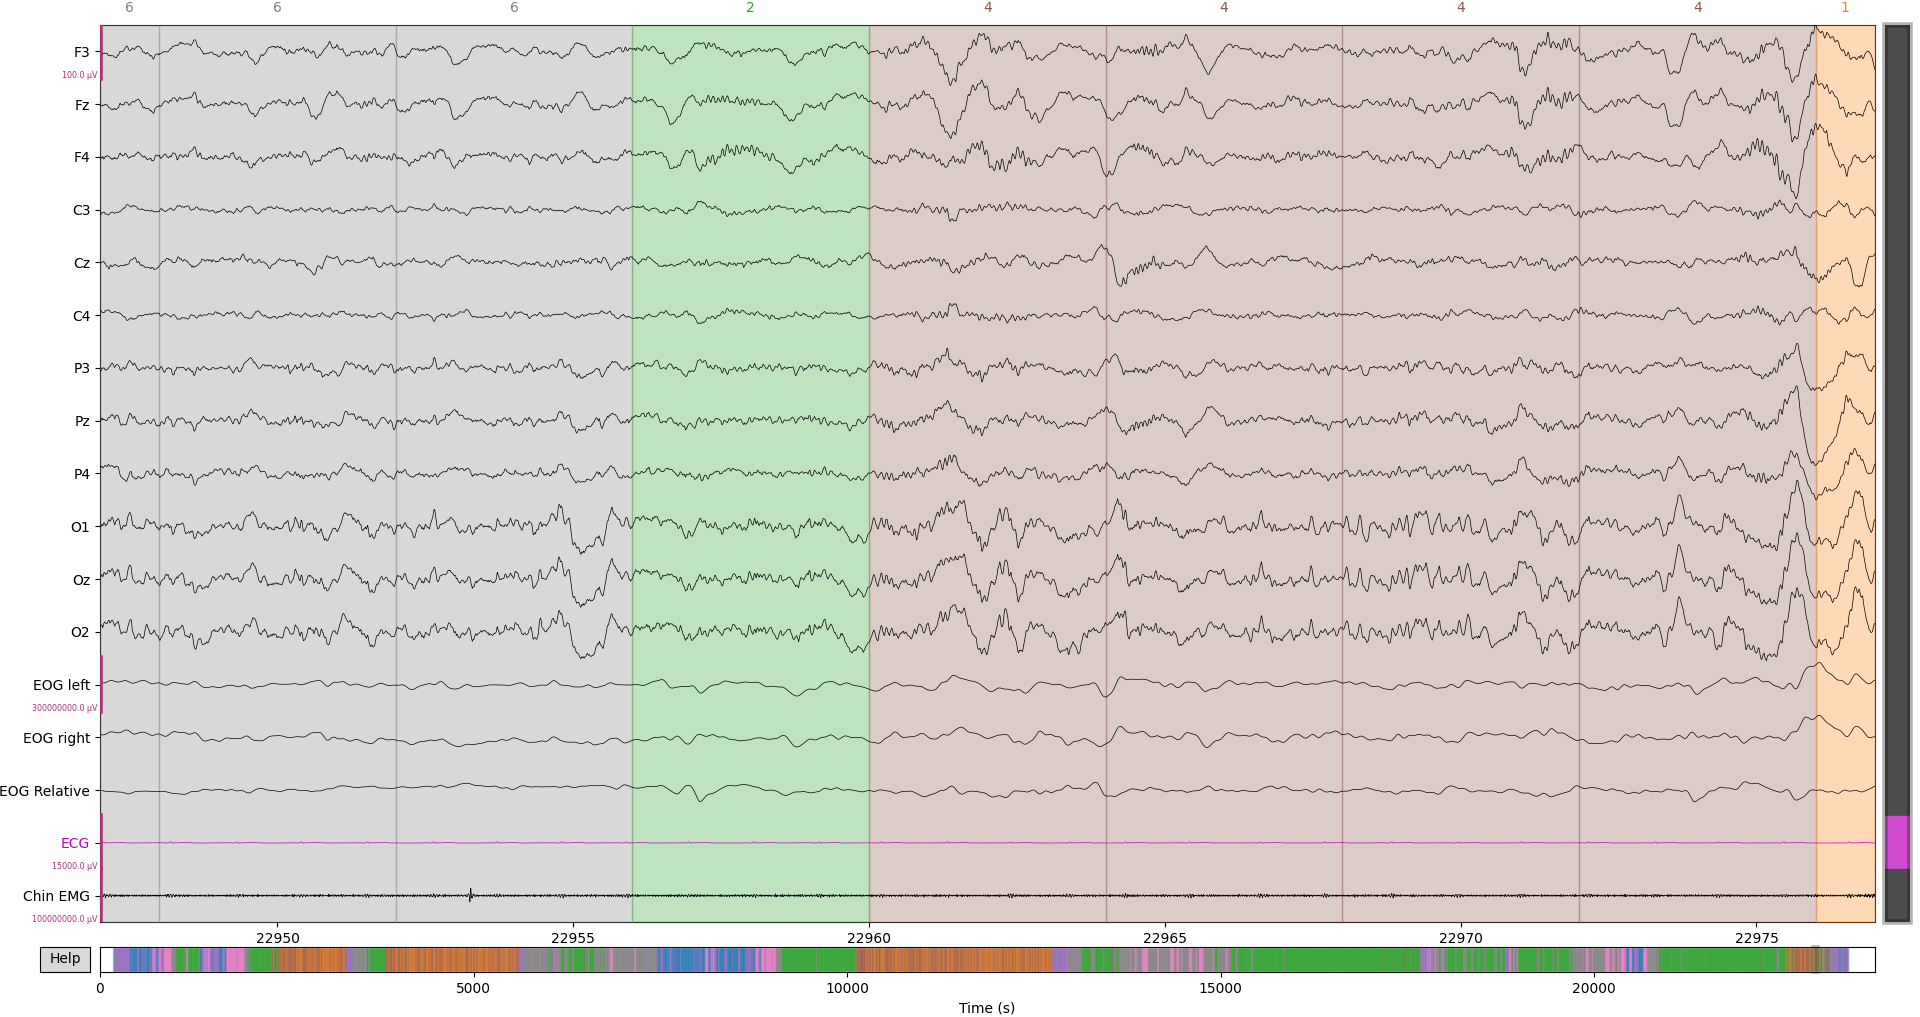 6 6 6 2 4 4 4 4 1
F3
100.0 µV
Fz
F4
C3
Cz
C4
P3
Pz
P4
O1
Oz
O2
EOG left
300000000.0 µV
EOG right
EOG Relative
ECG
15000.0 µV
Chin EMG
100000000.0 µV
22950 22955 22960 22965 22970 22975
Help
0 5000 10000 15000 20000
Time (s)